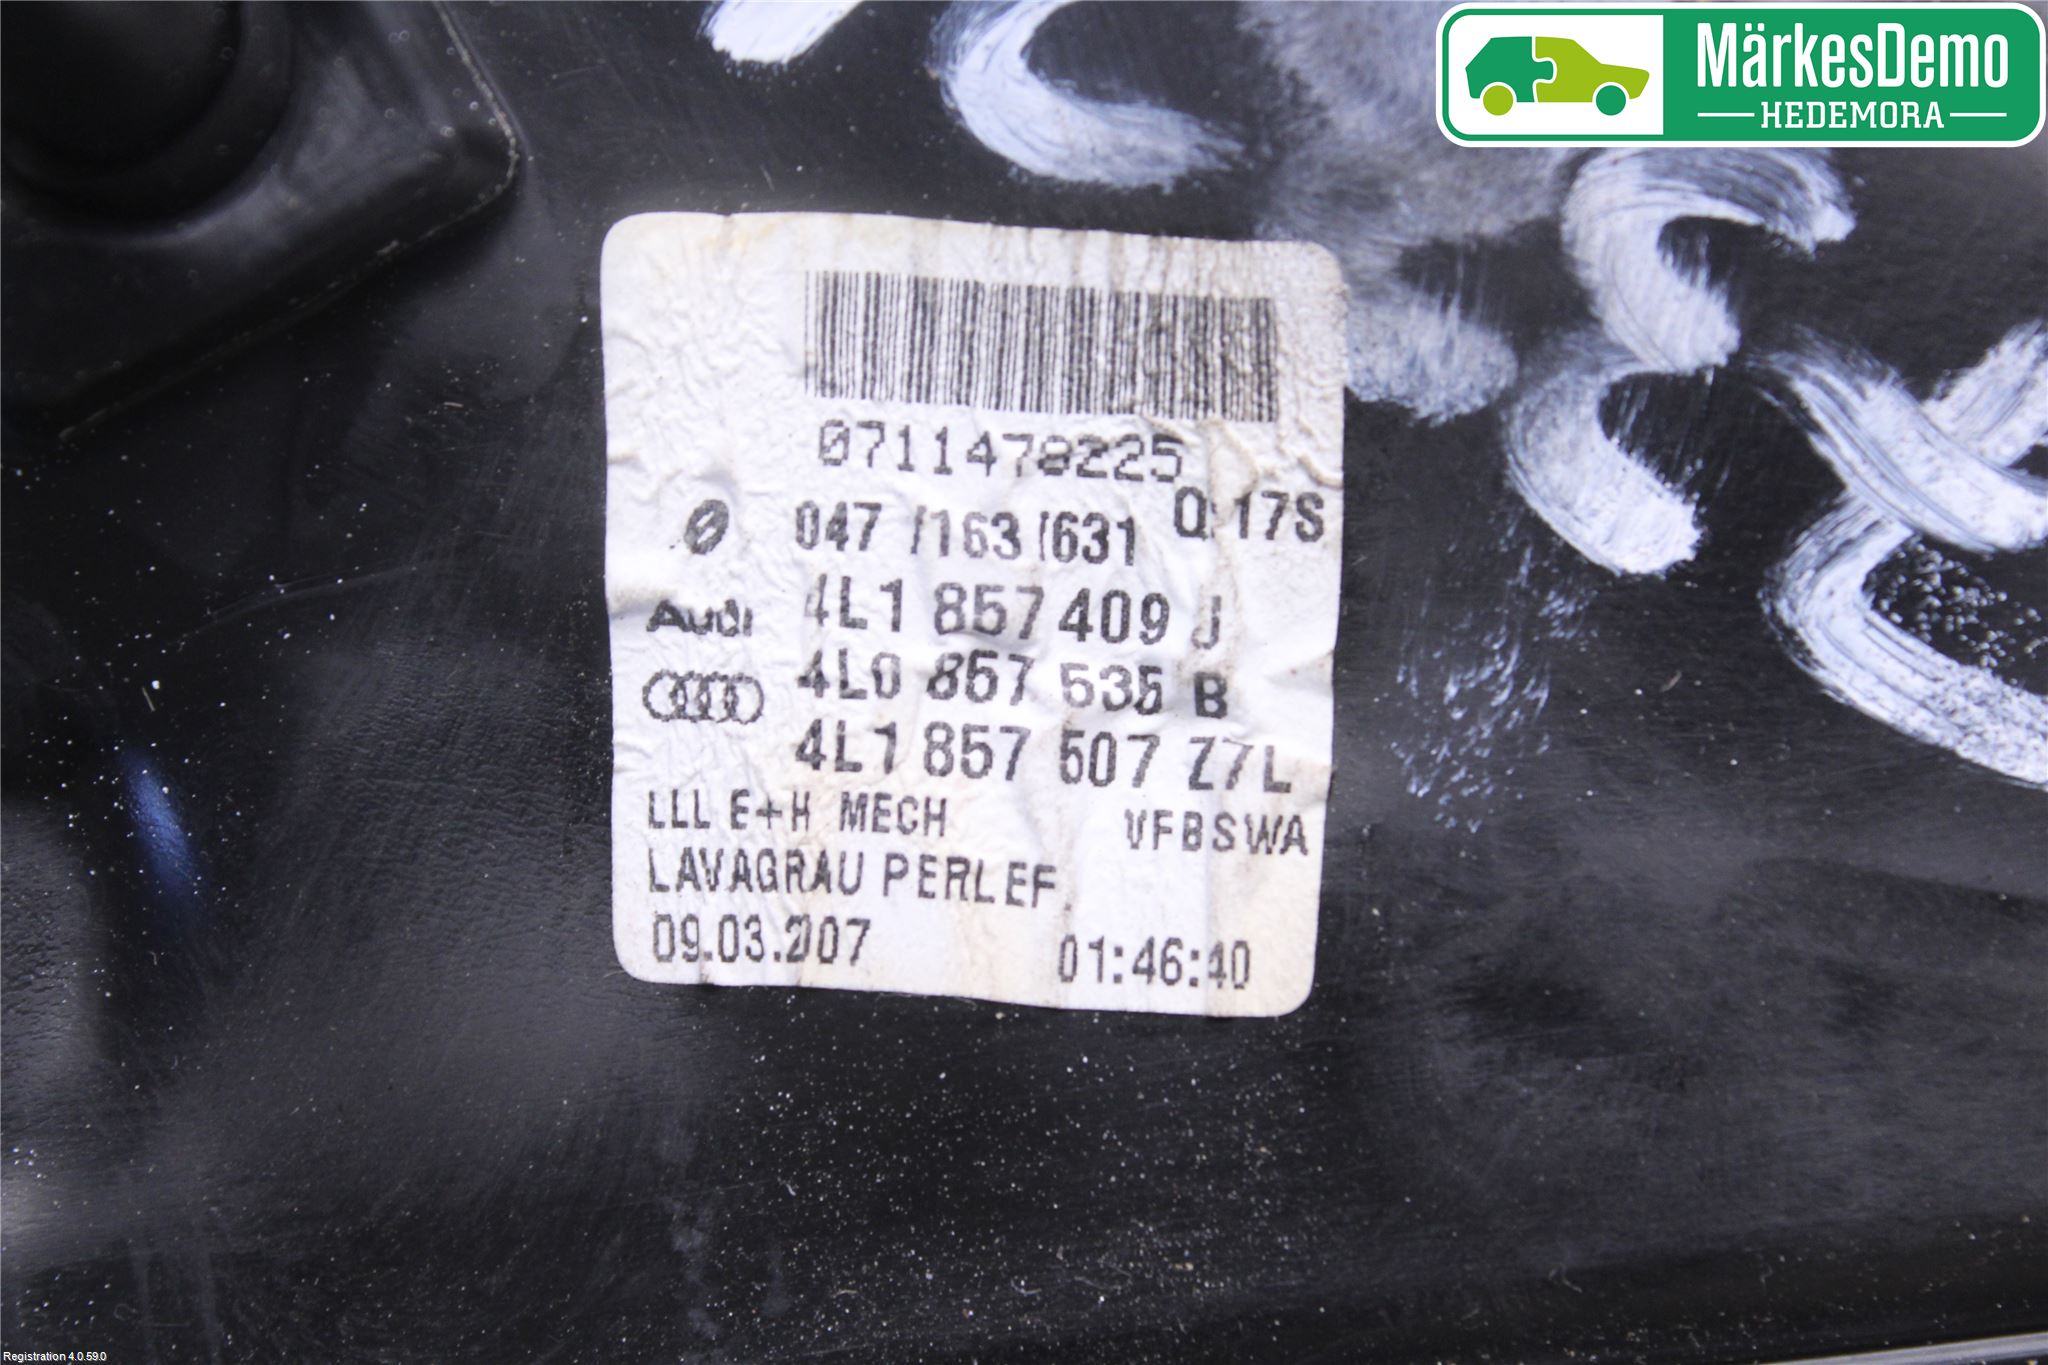 MärkesDemo
HEDEMORA
0711478225
Q:17S
047 /163 /631
4L1 857 409 J
Audi
4L0 857 535 B
4L1 857 507 Z7L
LLL E+H MECH VFBSWA
LAVAGRAU PERLEF.
09.03.2007 01:46:40
Registration 4.0.59.0